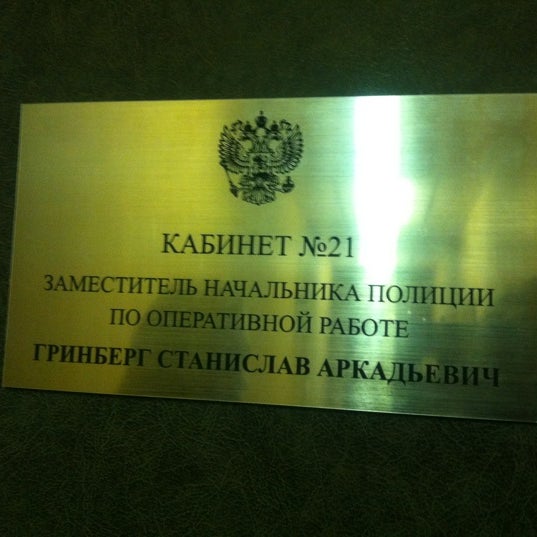 КАБИНЕТ №21
ЗАМЕСТИТЕЛЬ НАЧАЛЬНИКА ПОЛИЦИИ
ПО ОПЕРАТИВНОЙ РАБОТЕ
ГРИНБЕРГ СТАНИСЛАВ АРКАДЬЕВИЧ